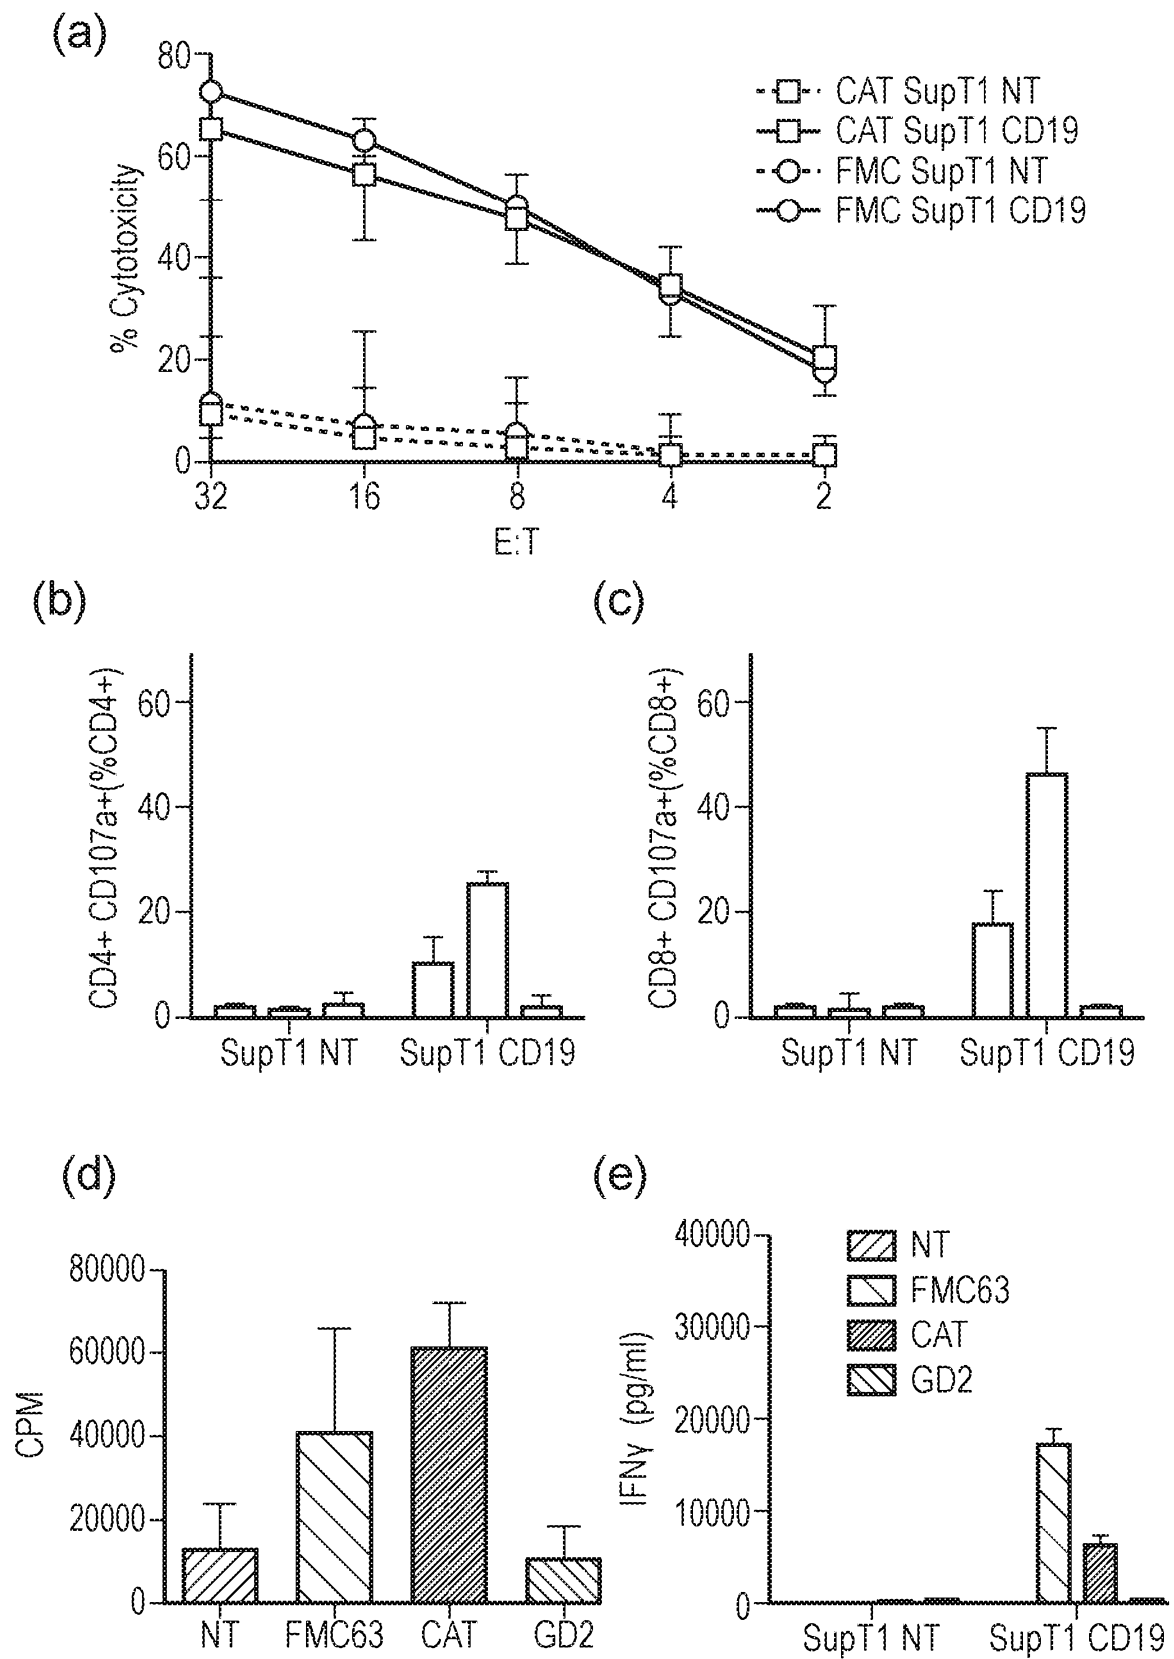 (a)
80
60
40
20
0
% Cytotoxicity
32 16 8 4 2
E:T
CAT SupT1 NT
CAT SupT1 CD19
FMC SupT1 NT
FMC SupT1 CD19
(b)
CD4+ CD107a+(%CD4+)
60
40
20
0
SupT1 NT SupT1 CD19
(c)
CD8+ CD107a+(%CD8+)
60
40
20
0
SupT1 NT SupT1 CD19
(d)
CPM
80000
60000
40000
20000
0
NT FMC63 CAT GD2
(e)
IFNγ (pg/ml)
40000
30000
20000
10000
0
NT
FMC63
CAT
GD2
SupT1 NT SupT1 CD19